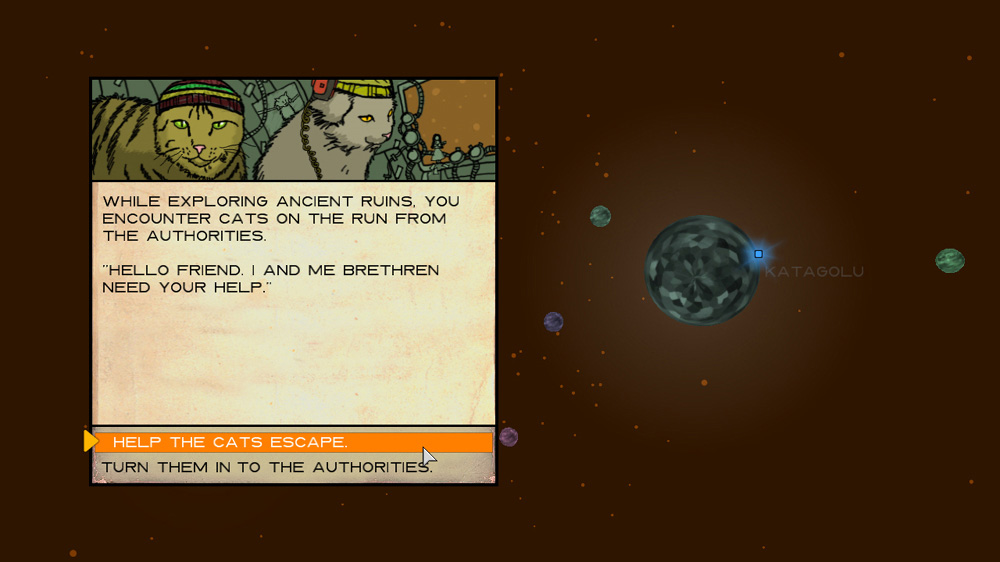 WHILE EXPLORING ANCIENT RUINS, YOU
ENCOUNTER CATS ON THE RUN FROM
THE AUTHORITIES.
"HELLO FRIEND. I AND ME BRETHREN
NEED YOUR HELP."
HELP THE CATS ESCAPE.
TURN THEM IN TO THE AUTHORITIES.
KATAGOLU